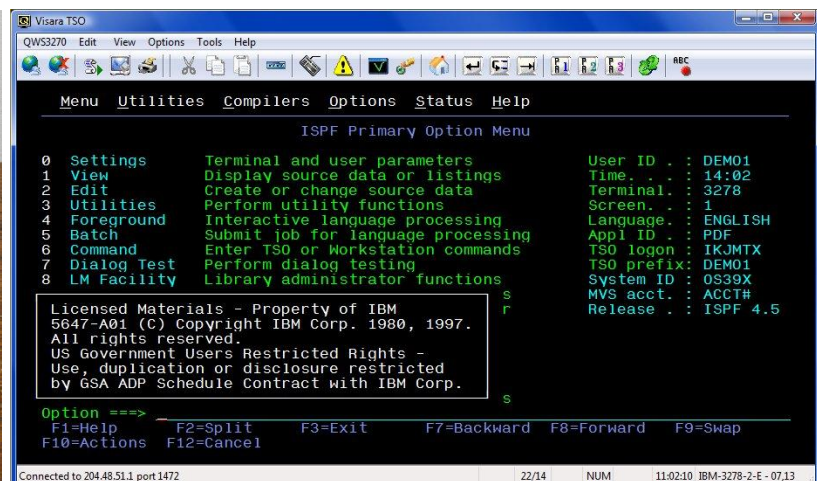 Visara TSO
QWS3270 Edit View Options Tools Help
ABC
Menu Utilities Compilers Options Status Help
ISPF Primary Option Menu
0 Settings Terminal and user parameters User ID . : DEMO1
1 View Display source data or listings Time. . . : 14:02
2 Edit Create or change source data Terminal. : 3278
3 Utilities Perform utility functions Screen. . : 1
4 Foreground Interactive language processing Language. : ENGLISH
5 Batch Submit job for language processing Appl ID . : PDF
6 Command Enter TSO or Workstation commands TSO logon : IKJMTX
7 Dialog Test Perform dialog testing TSO prefix: DEMO1
8 LM Facility Library administrator functions System ID : OS39X
s MVS acct. : ACCT#
Licensed Materials - Property of IBM
r Release . : ISPF 4.5
5647-A01 (C) Copyright IBM Corp. 1980, 1997.
All rights reserved.
US Government Users Restricted Rights -
Use, duplication or disclosure restricted
by GSA ADP Schedule Contract with IBM Corp.
s
Option ===> _
F1=Help F2=Split F3=Exit F7=Backward F8=Forward F9=Swap
F10=Actions F12=Cancel
Connected to 204.48.51.1 port 1472 22/14 NUM 11:02:10 IBM-3278-2-E - 07,13